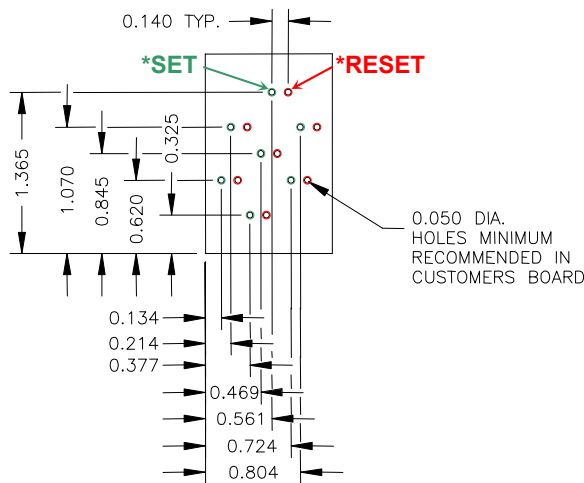 0.140 TYP.
*SET
*RESET
0.325
1.365
1.070
0.845
0.620
0.050 DIA.
HOLES MINIMUM
RECOMMENDED IN
CUSTOMERS BOARD
0.134
0.214
0.377
0.469
0.561
0.724
0.804